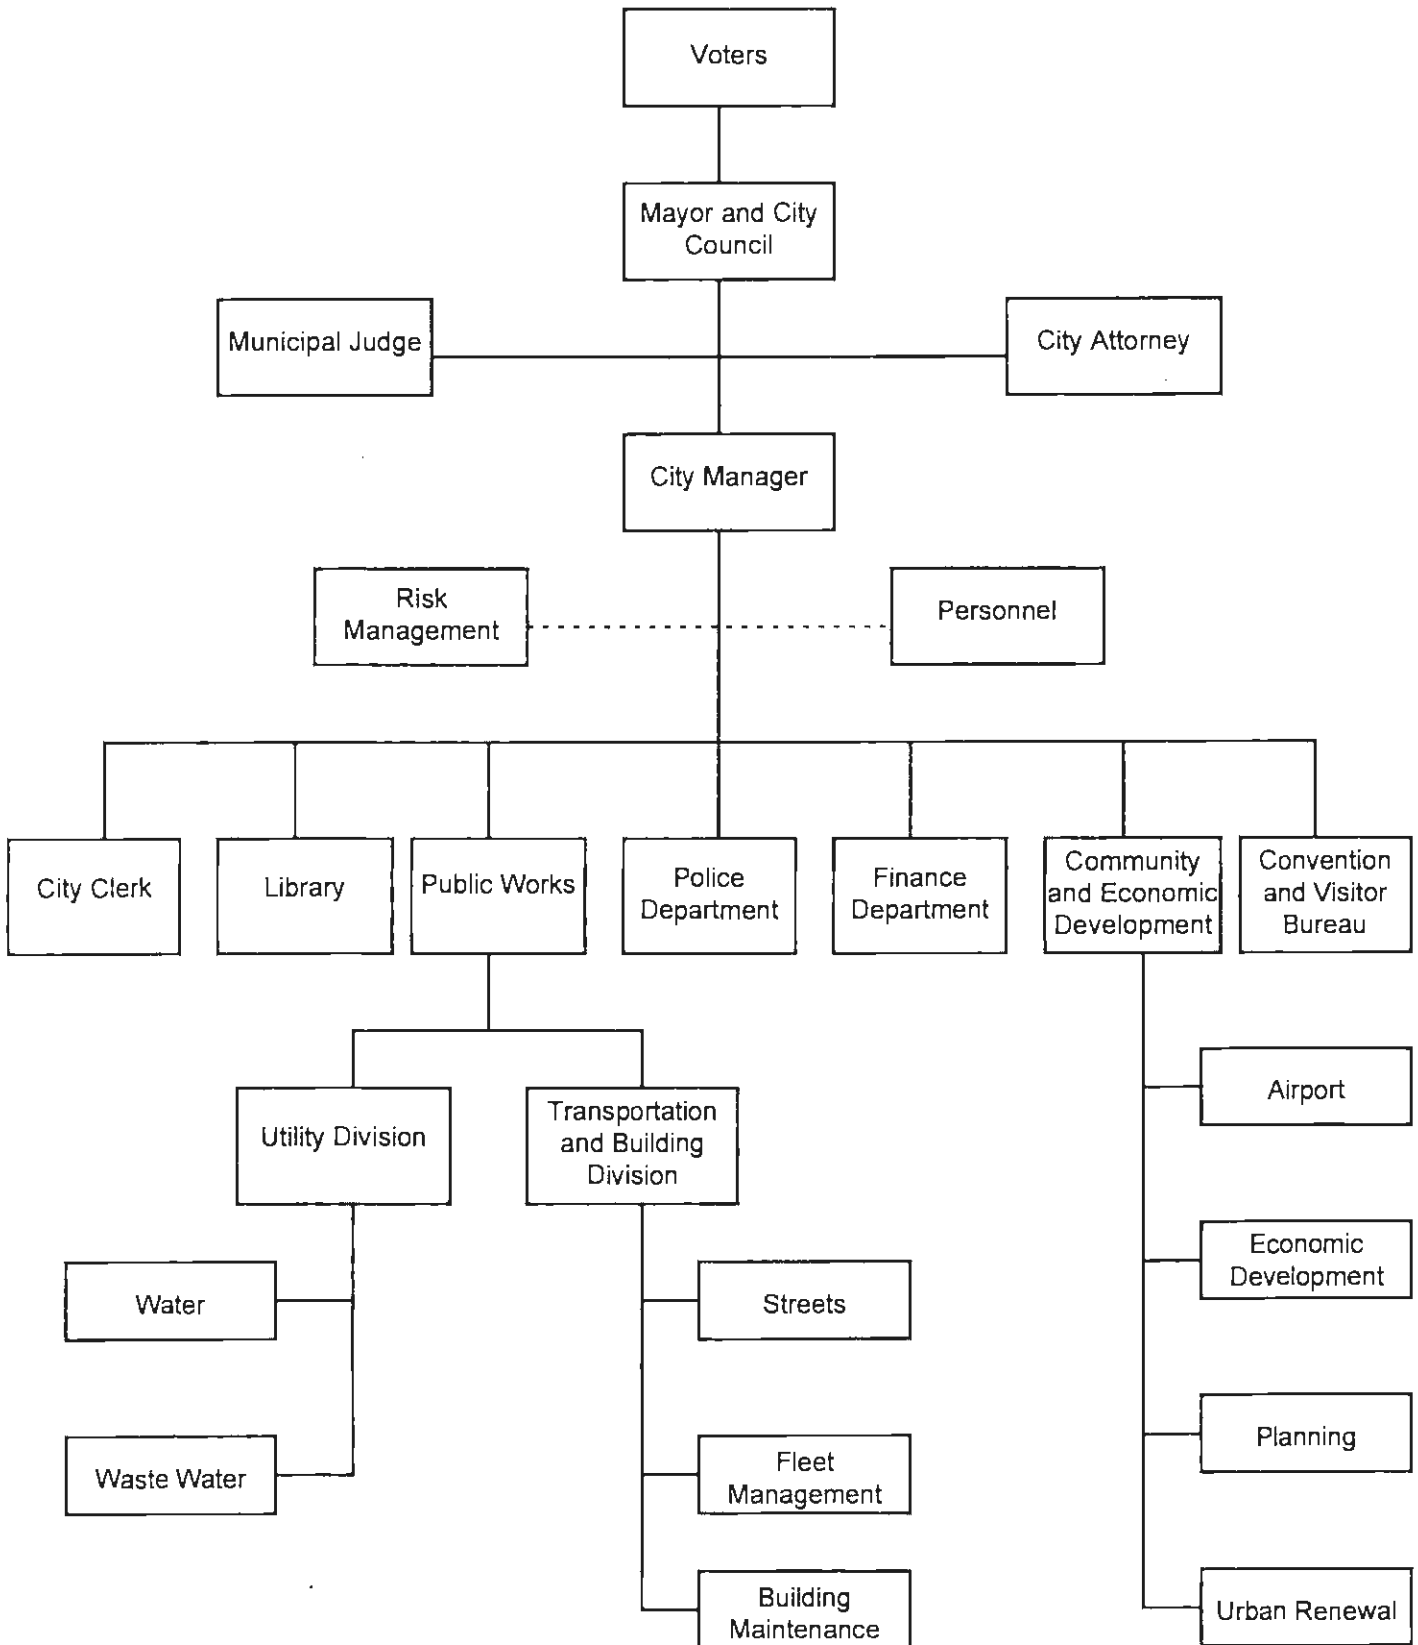 Voters
Mayor and City
Council
Municipal Judge
City Attorney
City Manager
Risk
Management
Personnel
City Clerk
Library
Public Works
Police
Department
Finance
Department
Community
and Economic
Development
Convention
and Visitor
Bureau
Utility Division
Transportation
and Building
Division
Airport
Economic
Development
Water
Streets
Planning
Waste Water
Fleet
Management
Building
Maintenance
Urban Renewal